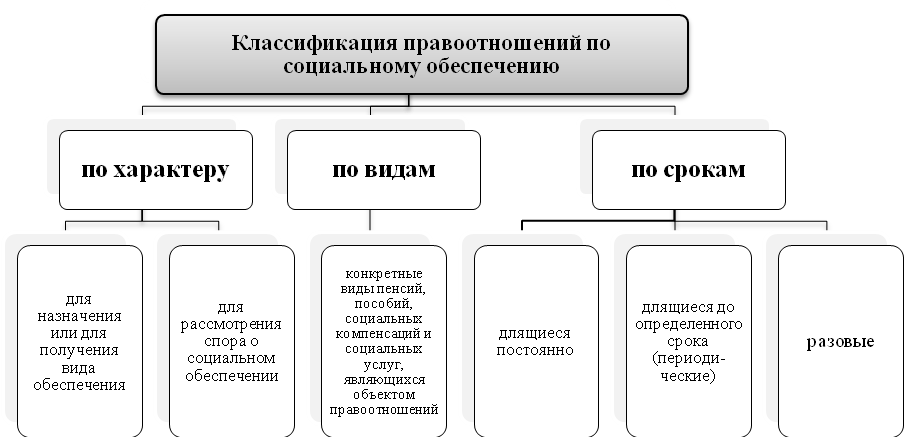 Классификация правоотношений по
социальному обеспечению
по характеру
по видам
по срокам
для
назначения
или для
получения
вида
обеспечения
для
рассмотрения
спора о
социальном
обеспечении
конкретные
виды пенсий,
пособий,
социальных
компенсаций и
социальных
услуг,
являющихся
объектом
правоотношений
длящиеся
постоянно
длящиеся до
определенного
срока
(периоди-
ческие)
разовые